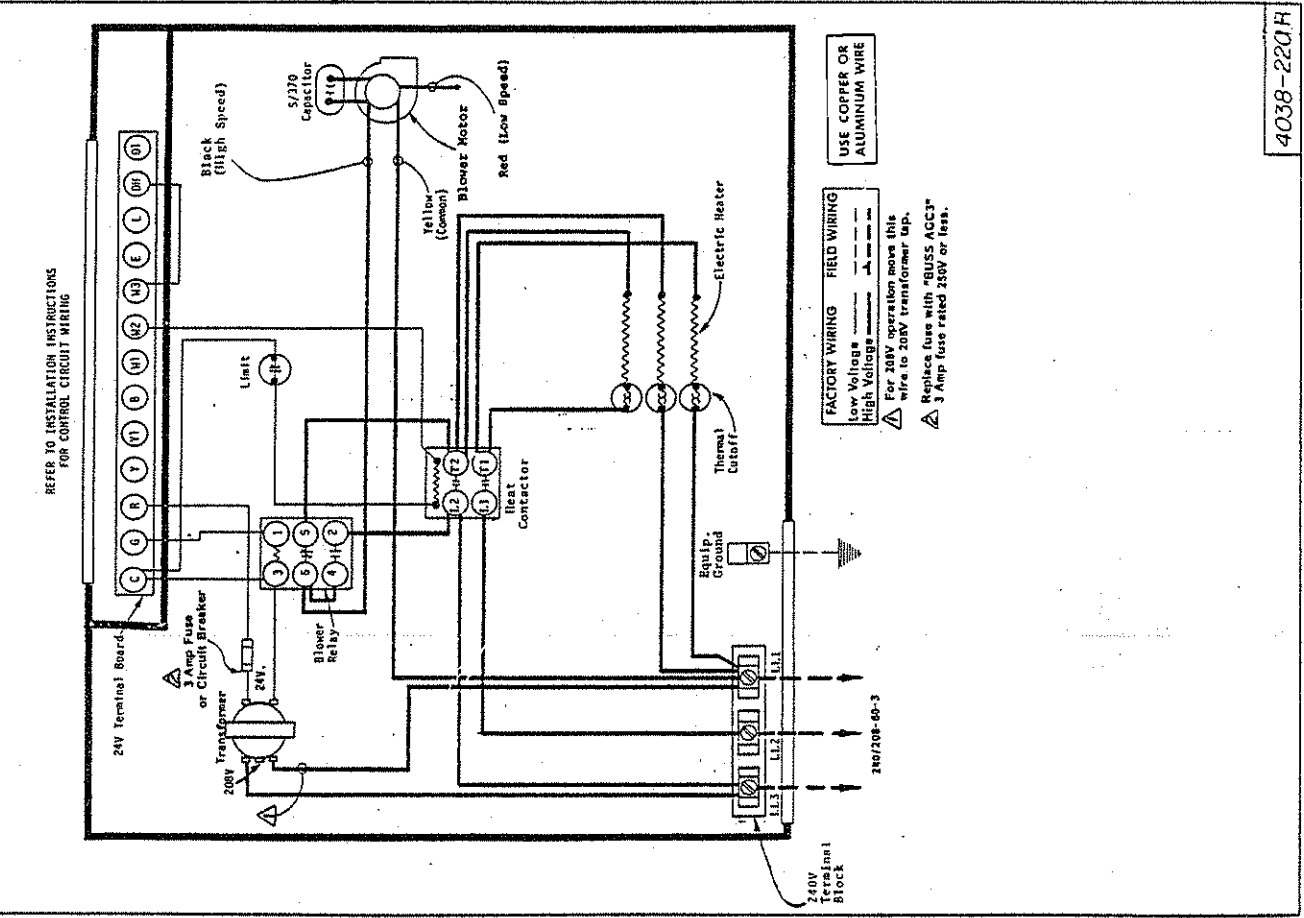 4038-22QA
REFER TO INSTALLATION INSTRUCTIONS
FOR CONTROL CIRCUIT WIRING
24V Terminal Board
C
G
R
Y
Y1
B
W1
W2
W3
E
L
DH
D1
3 Amp Fuse
or Circuit Breaker
2
Transformer
24V.
208V
1
Blower
Relay
1
5
2
3
6
4
Limit
Heat
Contactor
L2
T2
L1
T1
Black
(High Speed)
5/370
Capacitor
Yellow
(Common)
Blower Motor
Red (Low Speed)
Electric Heater
Thermal
Cutoff
Equip.
Ground
L1
L2
L3
240/208-60-3
240V
Terminal
Block
USE COPPER OR
ALUMINUM WIRE
FACTORY WIRING FIELD WIRING
Low Voltage
High Voltage
1 For 208V operation move this
wire to 208V transformer tap.
2 Replace fuse with "BUSS AGC3"
3 Amp fuse rated 250V or less.